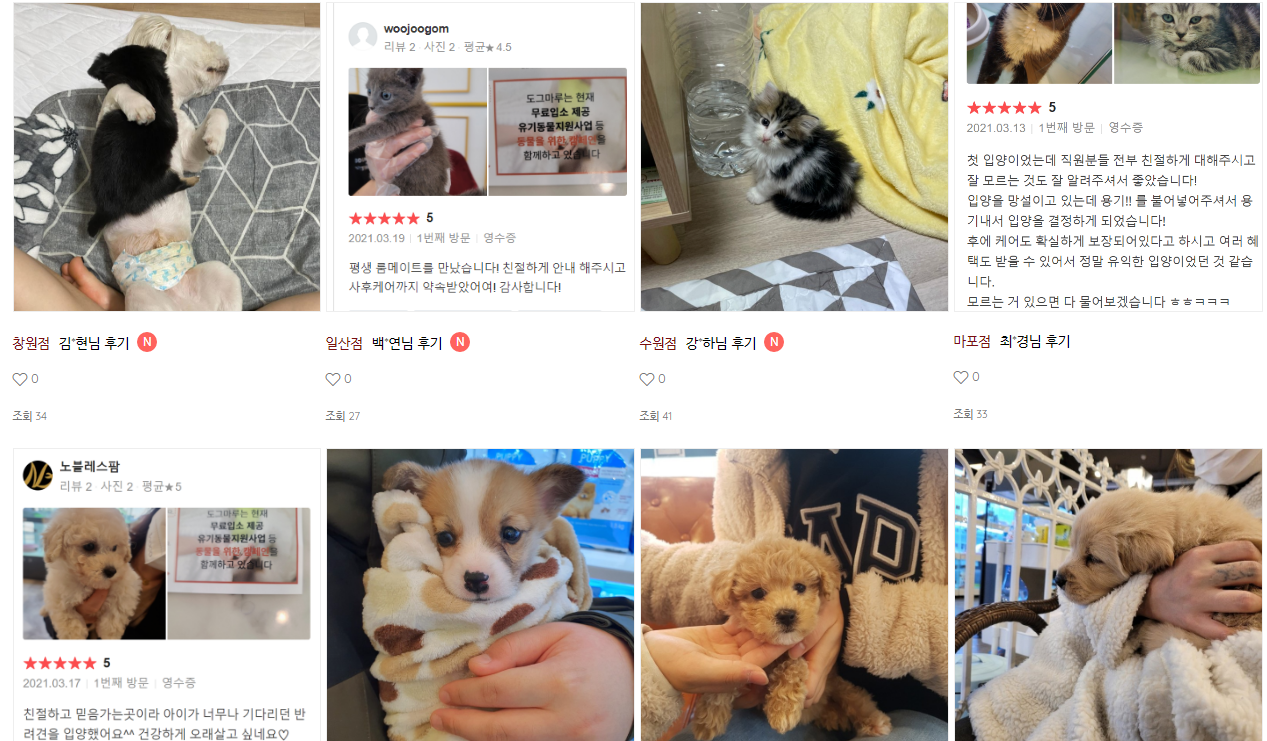 woojoogom
리뷰 2 · 사진 2 · 평균★4.5
도그마루는 현재
무료입소 제공
유기동물지원사업 등
동물을 위한 캠페인을
함께하고 있습니다
★★★★★ 5
2021.03.19 | 1번째 방문 | 영수증
평생 룸메이트를 만났습니다! 친절하게 안내 해주시고
사후케어까지 약속받았어여! 감사합니다!
★★★★★ 5
2021.03.13 | 1번째 방문 | 영수증
첫 입양이었는데 직원분들 전부 친절하게 대해주시고
잘 모르는 것도 잘 알려주셔서 좋았습니다!
입양을 망설이고 있는데 용기!! 를 불어넣어주셔서 용
기내서 입양을 결정하게 되었습니다!
후에 케어도 확실하게 보장되어있다고 하시고 여러 혜
택도 받을 수 있어서 정말 유익한 입양이었던 것 같습
니다.
모르는 거 있으면 다 물어보겠습니다 ㅎㅎㅋㅋㅋ
창원점 김*현님 후기 N
0
조회 34
일산점 백*연님 후기 N
0
조회 27
수원점 강*하님 후기 N
0
조회 41
마포점 최*경님 후기
0
조회 33
노블레스팜
리뷰 2 · 사진 2 · 평균★5
도그마루는 현재
무료입소 제공
유기동물지원사업 등
동물을 위한 캠페인을
함께하고 있습니다
★★★★★ 5
2021.03.17 | 1번째 방문 | 영수증
친절하고 믿음가는곳이라 아이가 너무나 기다리던 반
려견을 입양했어요^^ 건강하게 오래살고 싶네요♡
PUPPY
PUPPY